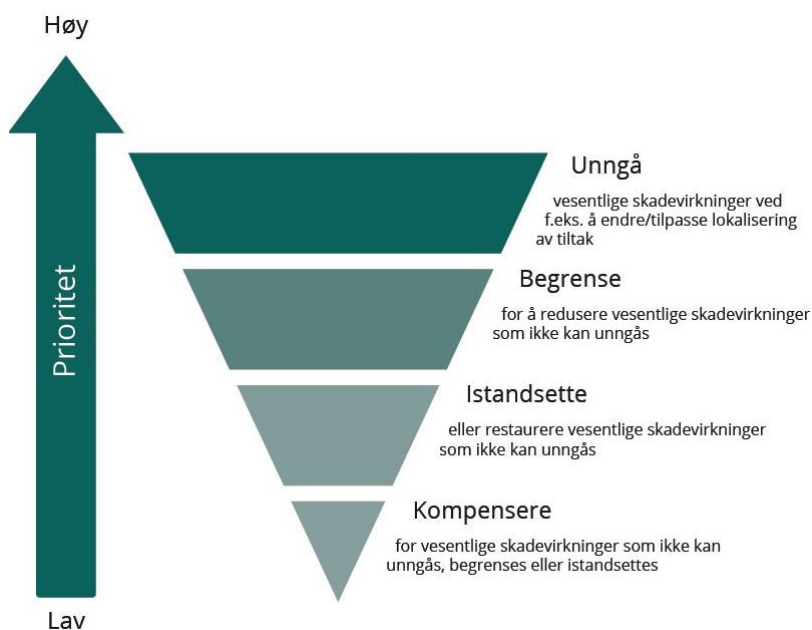 Høy
Prioritet
Unngå
vesentlige skadevirkninger ved
f.eks. å endre/tilpasse lokalisering
av tiltak
Begrense
for å redusere vesentlige skadevirkninger
som ikke kan unngås
Istandsette
eller restaurere vesentlige skadevirkninger
som ikke kan unngås
Kompensere
for vesentlige skadevirkninger som ikke kan
unngås, begrenses eller istandsettes
Lav